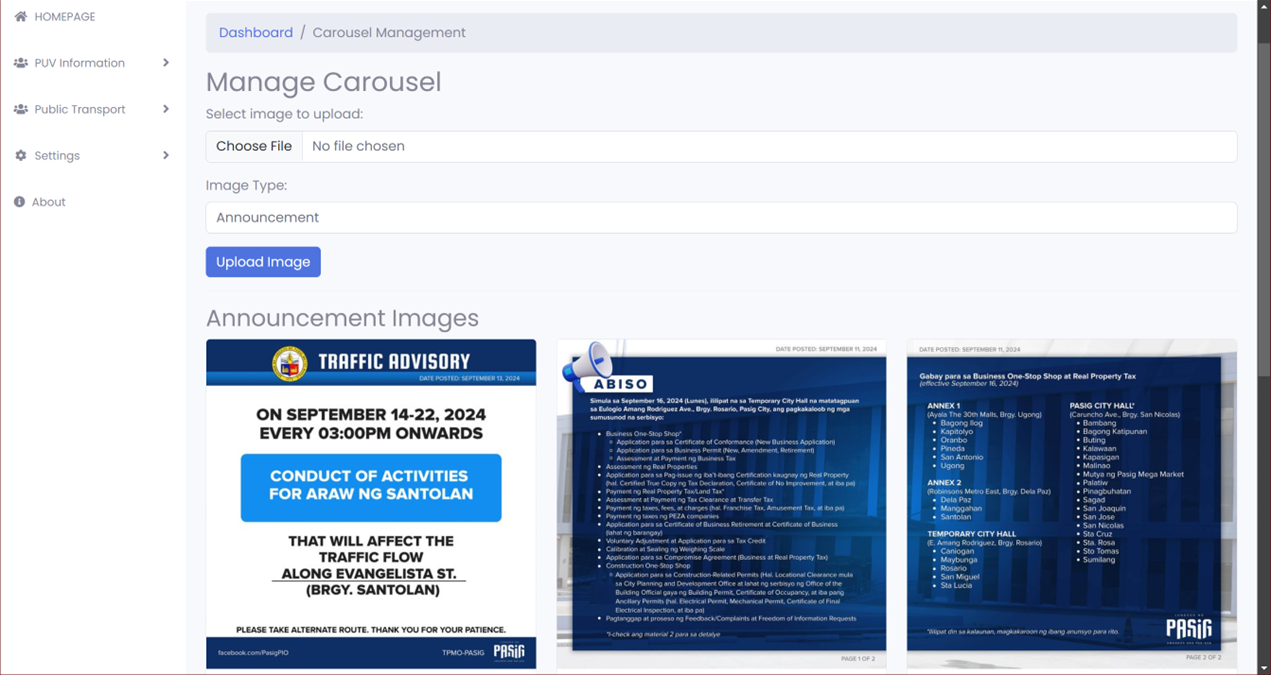 HOMEPAGE
PUV Information
Public Transport
Settings
About
Dashboard / Carousel Management
Manage Carousel
Select image to upload:
Choose File No file chosen
Image Type:
Announcement
Upload Image
Announcement Images
TRAFFIC ADVISORY
DATE POSTED: SEPTEMBER 13, 2024
ON SEPTEMBER 14-22, 2024
EVERY 03:00PM ONWARDS
CONDUCT OF ACTIVITIES
FOR ARAW NG SANTOLAN
THAT WILL AFFECT THE
TRAFFIC FLOW
ALONG EVANGELISTA ST.
(BRGY. SANTOLAN)
PLEASE TAKE ALTERNATE ROUTE. THANK YOU FOR YOUR PATIENCE.
facebook.com/PasigPIO
TPMO-PASIG
PASIG
DATE POSTED: SEPTEMBER 11, 2024
ABISO
Simula sa September 16, 2024 (Lunes), ililipat na sa Temporary City Hall na matatagpuan
sa Eulogio Amang Rodriguez Ave., Brgy. Rosario, Pasig City, ang pagkakaloob ng mga
sumusunod na serbisyo:
• Business One-Stop Shop*
Application para sa Certificate of Conformance (New Business Application)
Application para sa Business Permit (New, Amendment, Retirement)
Assessment at Payment ng Business Tax
• Assessment ng Real Properties
• Application para sa Pag-issue ng iba't-ibang Certification kaugnay ng Real Property
(hal. Certified True Copy ng Tax Declaration, Certificate of No Improvement, at iba pa)
• Payment ng Real Property Tax/Land Tax*
• Assessment at Payment ng Tax Clearance at Transfer Tax
• Payment ng taxes, fees, at charges (hal. Franchise Tax, Amusement Tax, at iba pa)
• Payment ng taxes ng PEZA companies
• Application para sa Certificate of Business Retirement at Certificate of Business
(lahat ng barangay)
• Voluntary Adjustment at Application para sa Tax Credit
• Calibration at Sealing ng Weighing Scale
• Application para sa Compromise Agreement (Business at Real Property Tax)
• Construction One-Stop Shop
Application para sa Construction-Related Permits (Hal. Locational Clearance mula
sa City Planning and Development Office at lahat ng serbisyo ng Office of the
Building Official gaya ng Building Permit, Certificate of Occupancy, at iba pang
Ancillary Permits (hal. Electrical Permit, Mechanical Permit, Certificate of Final
Electrical Inspection, at iba pa)
• Pagtanggap at proseso ng Feedback/Complaints at Freedom of Information Requests
*I-check ang material 2 para sa detalye
PAGE 1 OF 2
DATE POSTED: SEPTEMBER 11, 2024
Gabay para sa Business One-Stop Shop at Real Property Tax
(effective September 16, 2024)
ANNEX 1
(Ayala The 30th Malls, Brgy. Ugong)
• Bagong Ilog
• Kapitolyo
• Oranbo
• Pineda
• San Antonio
• Ugong
ANNEX 2
(Robinsons Metro East, Brgy. Dela Paz)
• Dela Paz
• Manggahan
• Santolan
TEMPORARY CITY HALL
(E. Amang Rodriguez, Brgy. Rosario)
• Caniogan
• Maybunga
• Rosario
• San Miguel
• Sta Lucia
PASIG CITY HALL*
(Caruncho Ave., Brgy. San Nicolas)
• Bambang
• Bagong Katipunan
• Buting
• Kalawaan
• Kapasigan
• Malinao
• Mutya ng Pasig Mega Market
• Palatiw
• Pinagbuhatan
• Sagad
• San Joaquin
• San Jose
• San Nicolas
• Sta Cruz
• Sta. Rosa
• Sto Tomas
• Sumilang
*Ililipat din sa kalaunan, magkakaroon ng ibang anunsyo para rito.
PASIG
PAGE 2 OF 2